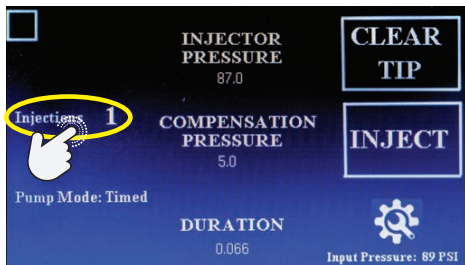 INJECTOR
PRESSURE
87.0
CLEAR
TIP
Injections 1
COMPENSATION
PRESSURE
5.0
INJECT
Pump Mode: Timed
DURATION
0.066
Input Pressure: 89 PSI